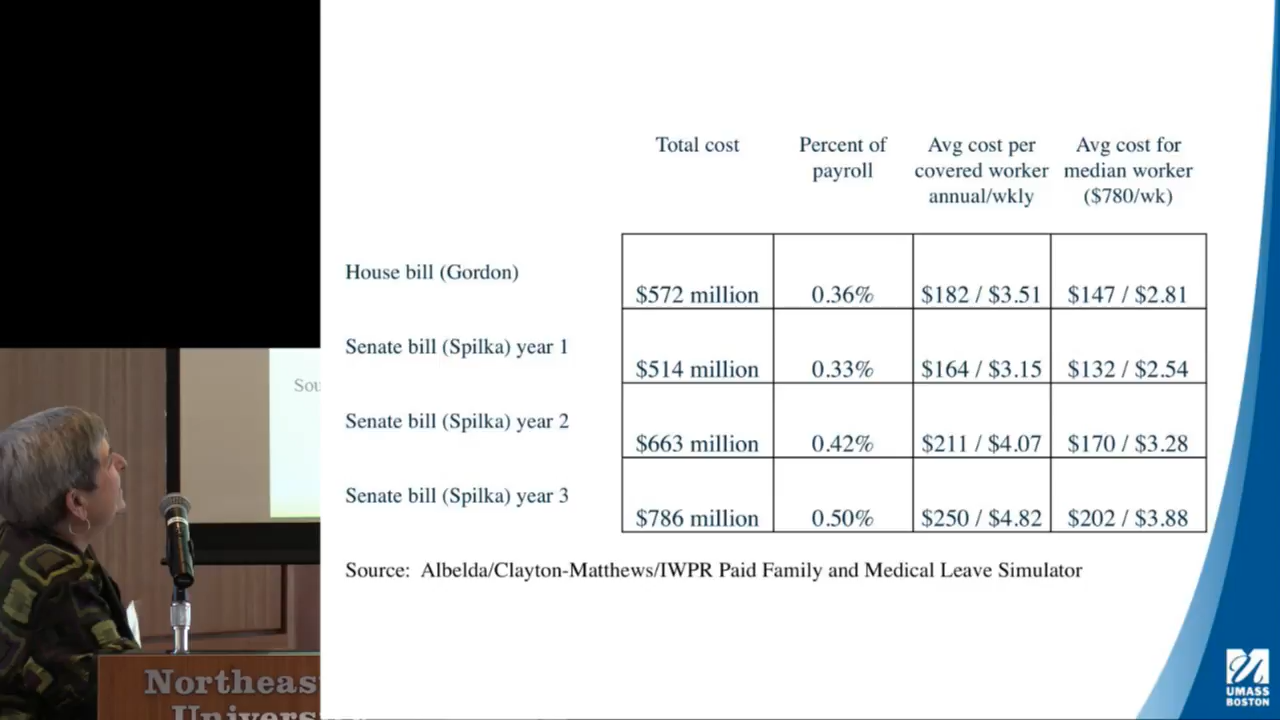 Total cost Percent of payroll Avg cost per covered worker annual/wkly Avg cost for median worker ($780/wk)
House bill (Gordon) $572 million 0.36% $182 / $3.51 $147 / $2.81
Senate bill (Spilka) year 1 $514 million 0.33% $164 / $3.15 $132 / $2.54
Senate bill (Spilka) year 2 $663 million 0.42% $211 / $4.07 $170 / $3.28
Senate bill (Spilka) year 3 $786 million 0.50% $250 / $4.82 $202 / $3.88
Source: Albelda/Clayton-Matthews/IWPR Paid Family and Medical Leave Simulator
Sou
Northeas
Univers
UMASS
BOSTON